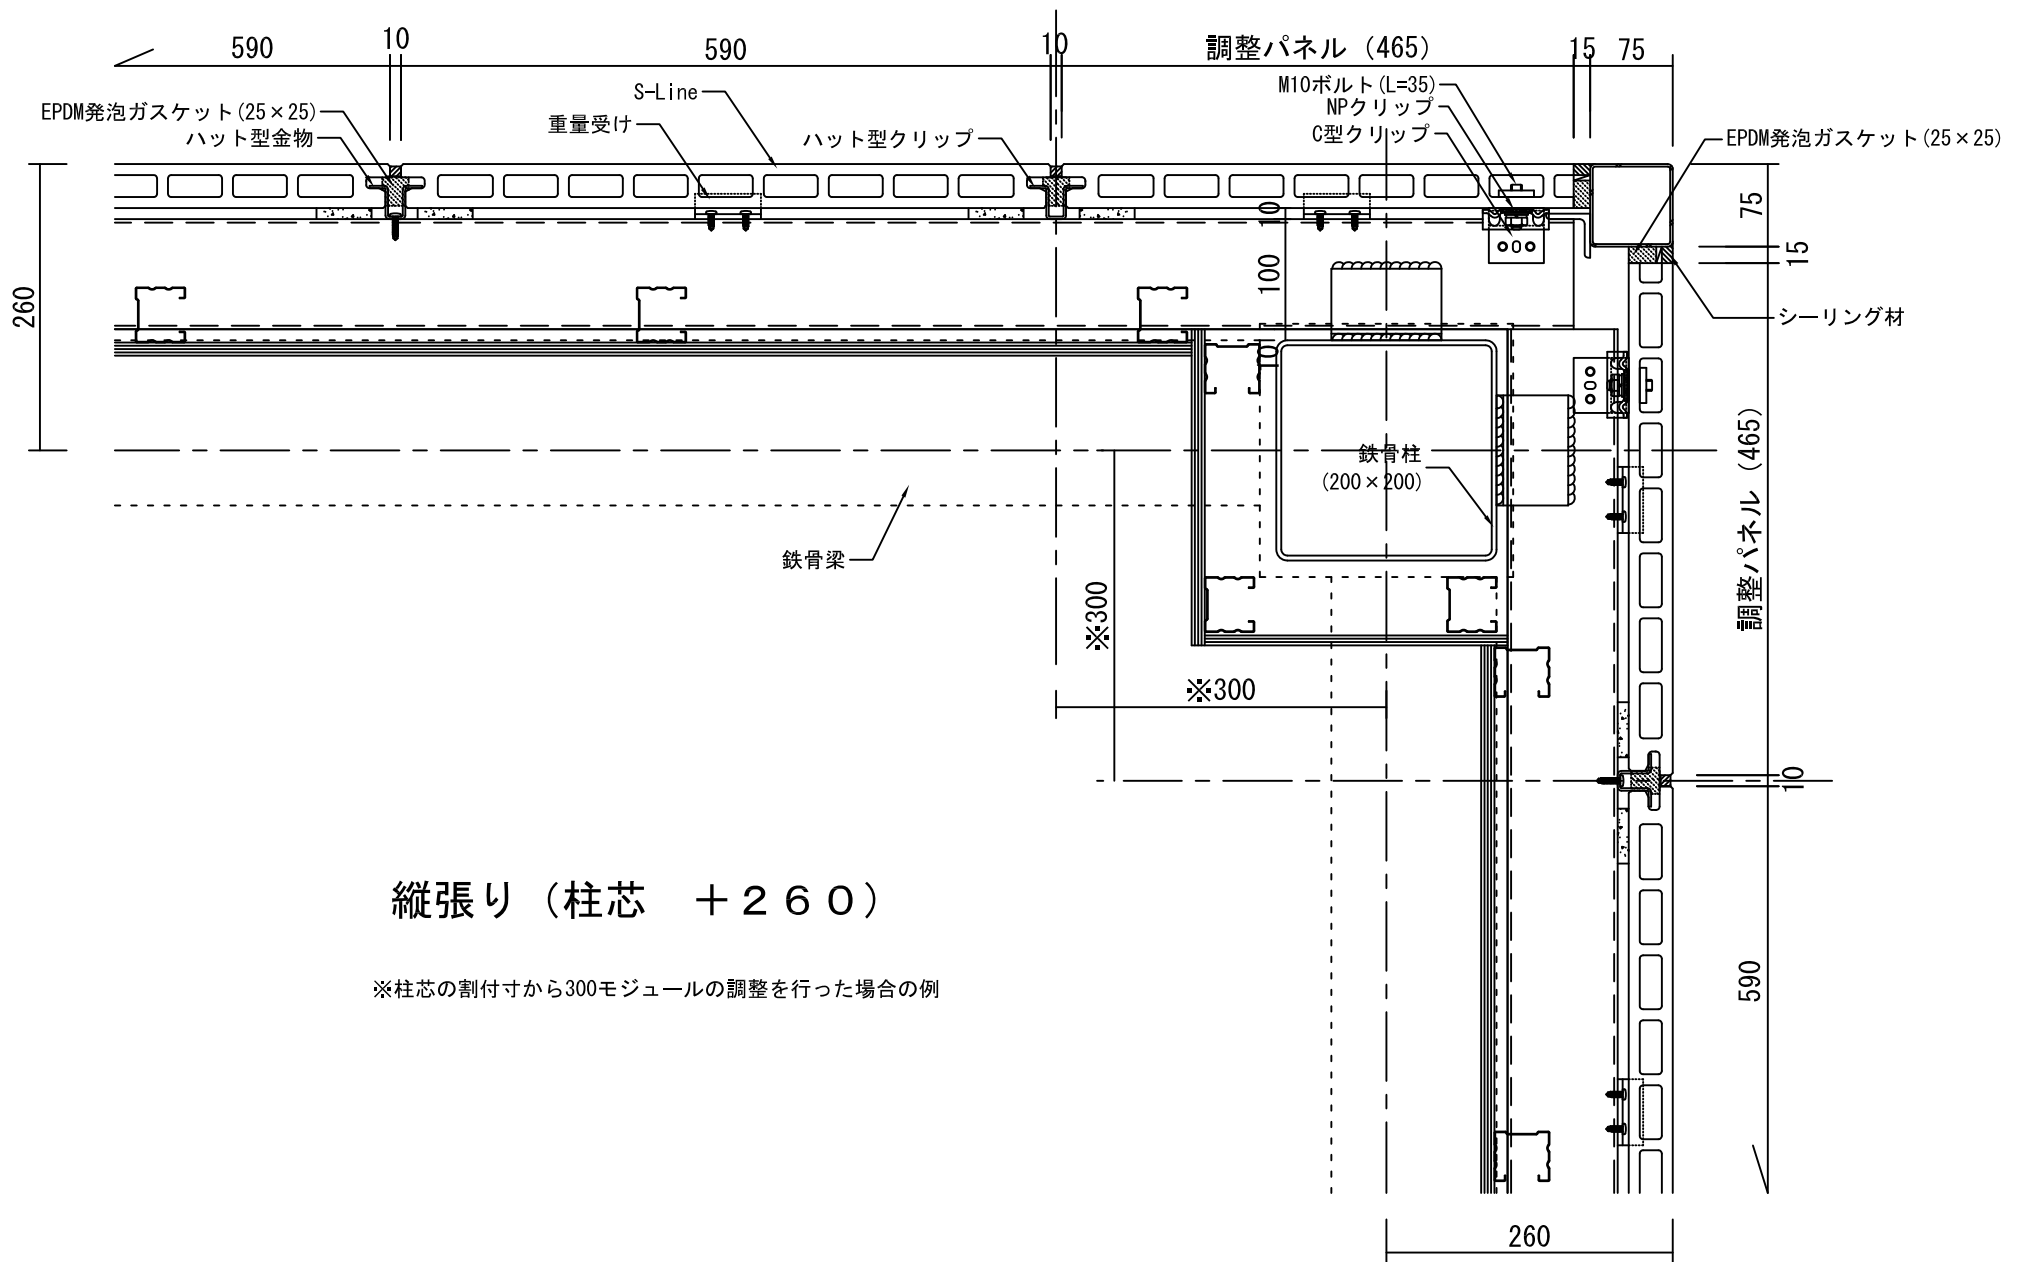 590
10
590
10
調整パネル (465)
15
75
S-Line
M10ボルト(L=35)
EPDM発泡ガスケット(25×25)
重量受け
NPクリップ
ハット型金物
ハット型クリップ
C型クリップ
EPDM発泡ガスケット(25×25)
260
10
100
10
75
15
シーリング材
鉄骨柱
(200×200)
調整パネル (465)
鉄骨梁
※300
※300
10
縦張り（柱芯　＋２６０）
※柱芯の割付寸から300モジュールの調整を行った場合の例
590
260